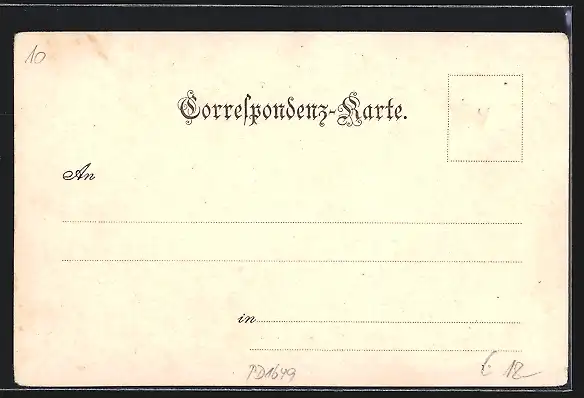 10
Correspondenz-Karte.
An
in
PD1649
12